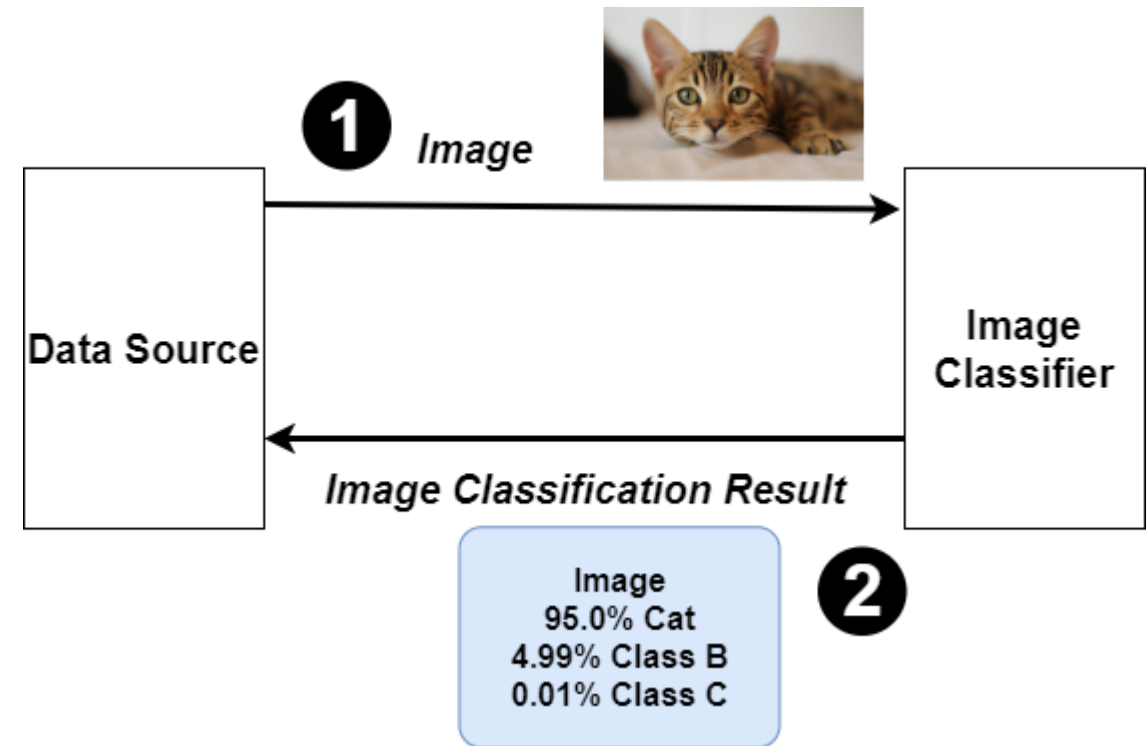 1
Image
Data Source
Image
Classifier
Image Classification Result
Image
95.0% Cat
4.99% Class B
0.01% Class C
2